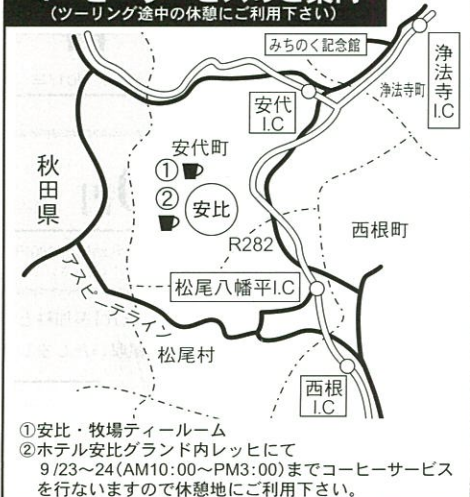 (ツーリング途中の休憩にご利用下さい)
みちのく記念館
浄法寺町
浄法寺I.C
安代I.C
安代町
①
②
安比
秋田県
R282
西根町
アスピーテライン
松尾八幡平I.C
松尾村
西根I.C
①安比・牧場ティールーム
②ホテル安比グランド内レッヒにて
9/23~24(AM10:00~PM3:00)までコーヒーサービス
を行ないますので休憩地にご利用下さい。